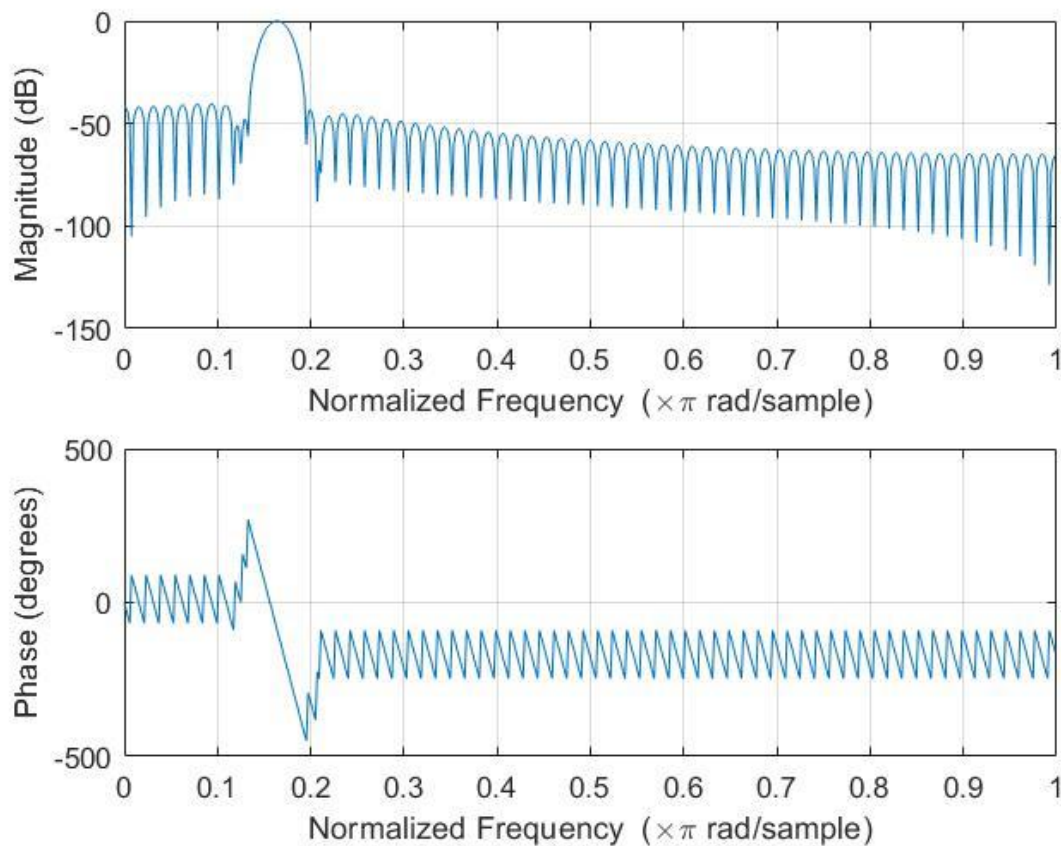 0
-50
-100
-150
Magnitude (dB)
0 0.1 0.2 0.3 0.4 0.5 0.6 0.7 0.8 0.9 1
Normalized Frequency (×π rad/sample)
500
0
-500
Phase (degrees)
0 0.1 0.2 0.3 0.4 0.5 0.6 0.7 0.8 0.9 1
Normalized Frequency (×π rad/sample)